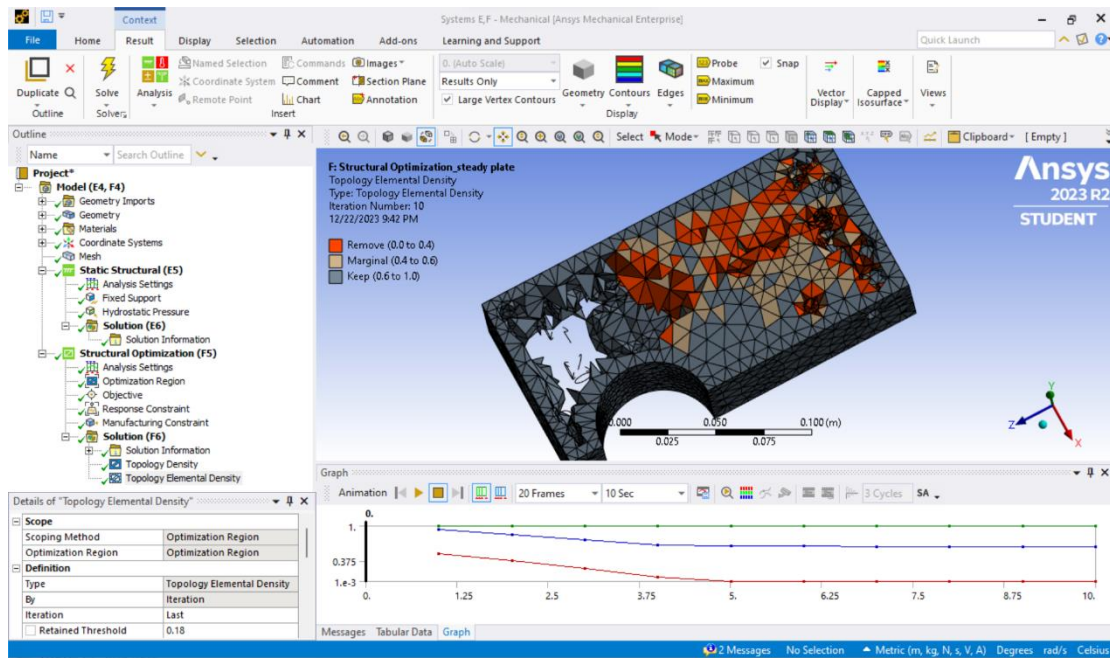 Context
Systems E,F - Mechanical [Ansys Mechanical Enterprise]
File Home Result Display Selection Automation Add-ons Learning and Support
Quick Launch
Duplicate
Outline
Solve
Solver
Analysis
Named Selection Commands Images
Coordinate System Comment Section Plane
Remote Point Chart Annotation
Insert
0. (Auto Scale)
Results Only
Large Vertex Contours
Geometry Contours Edges
Probe Snap
Maximum
Minimum
Display
Vector Display
Capped Isosurface
Views
Outline
Name Search Outline
Select Mode Clipboard [Empty]
Project*
Model (E4, F4)
Geometry Imports
Geometry
Materials
Coordinate Systems
Mesh
Static Structural (E5)
Analysis Settings
Fixed Support
Hydrostatic Pressure
Solution (E6)
Solution Information
Structural Optimization (F5)
Analysis Settings
Optimization Region
Objective
Response Constraint
Manufacturing Constraint
Solution (F6)
Solution Information
Topology Density
Topology Elemental Density
F: Structural Optimization_steady plate
Topology Elemental Density
Type: Topology Elemental Density
Iteration Number: 10
12/22/2023 9:42 PM
Remove (0.0 to 0.4)
Marginal (0.4 to 0.6)
Keep (0.6 to 1.0)
Ansys
2023 R2
STUDENT
0.000 0.050 0.100 (m)
0.025 0.075
Y
Z
X
Details of "Topology Elemental Density"
Scope
Scoping Method Optimization Region
Optimization Region Optimization Region
Definition
Type Topology Elemental Density
By Iteration
Iteration Last
Retained Threshold 0.18
Graph
Animation 20 Frames 10 Sec 3 Cycles SA
0.
1.
0.375
1.e-3
0. 1.25 2.5 3.75 5. 6.25 7.5 8.75 10.
Messages Tabular Data Graph
2 Messages No Selection Metric (m, kg, N, s, V, A) Degrees rad/s Celsius